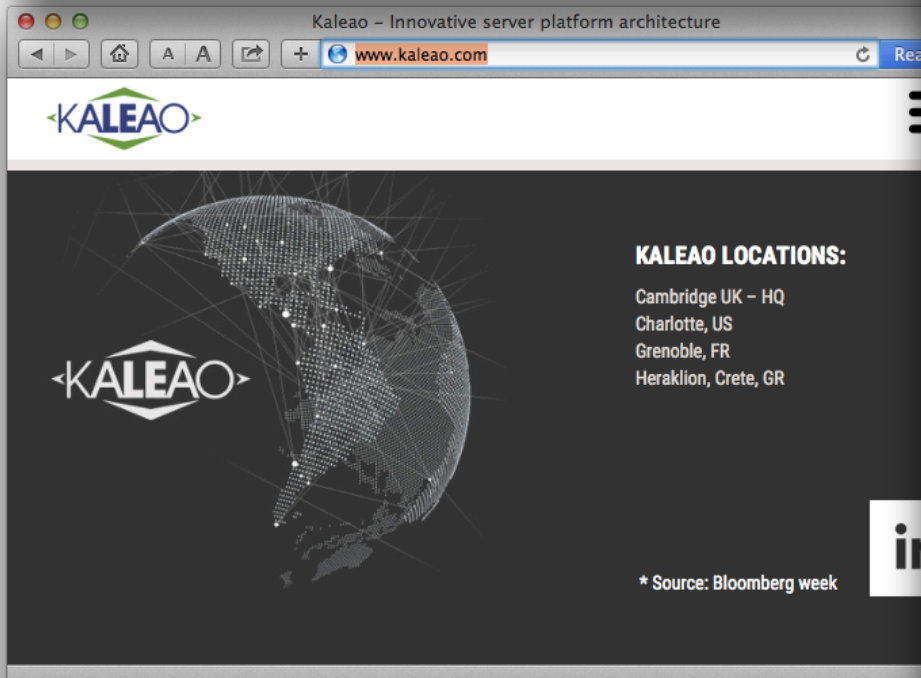 Kaleao – Innovative server platform architecture
A A + www.kaleao.com
KALEAO
KALEAO LOCATIONS:
Cambridge UK – HQ
Charlotte, US
Grenoble, FR
Heraklion, Crete, GR
KALEAO
* Source: Bloomberg week